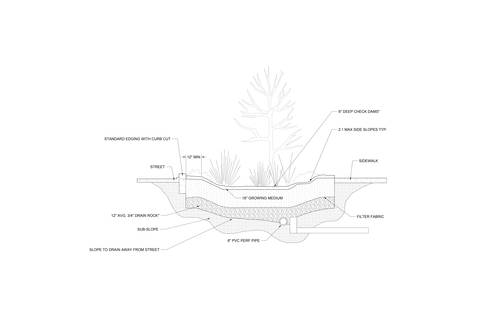 6" DEEP CHECK DAMS"
2:1 MAX SIDE SLOPES TYP.
STANDARD EDGING WITH CURB CUT
12" MIN
SIDEWALK
STREET
18" GROWING MEDIUM
12" AVG. 3/4" DRAIN ROCK"
FILTER FABRIC
SUB-SLOPE
6" PVC PERF PIPE
SLOPE TO DRAIN AWAY FROM STREET